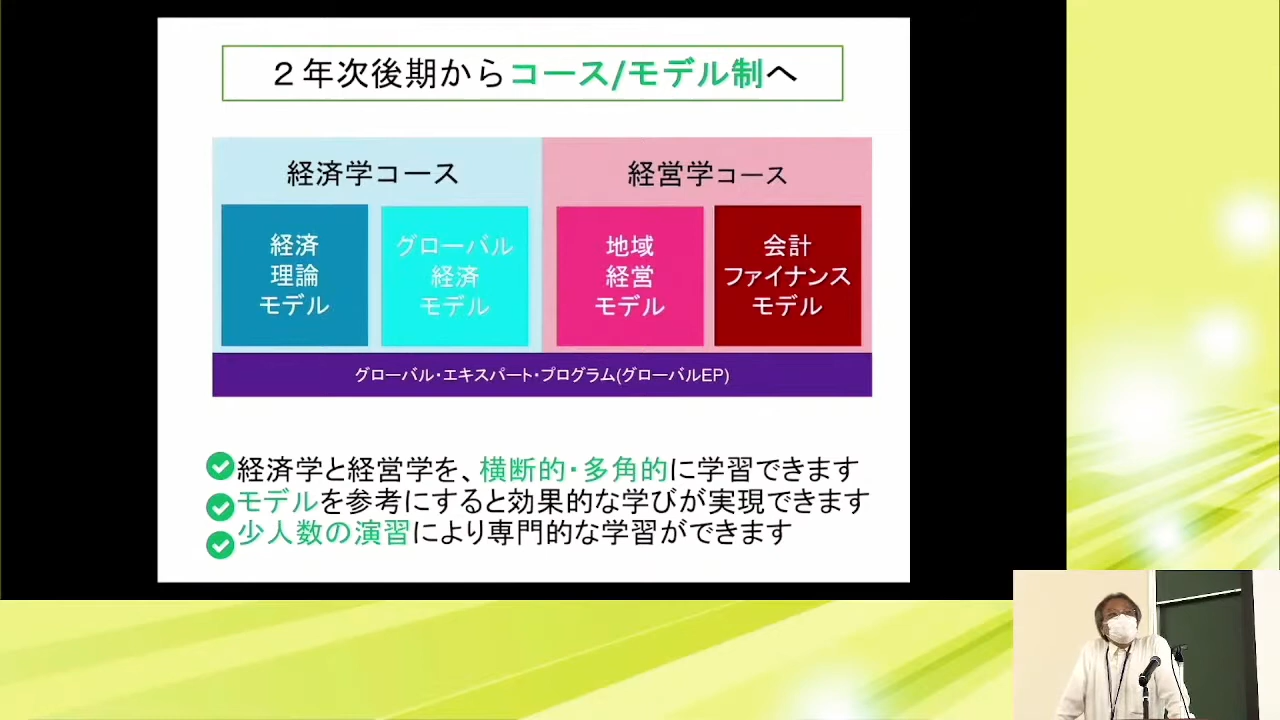 ２年次後期からコース/モデル制へ
経済学コース
経営学コース
経済
理論
モデル
グローバル
経済
モデル
地域
経営
モデル
会計
ファイナンス
モデル
グローバル・エキスパート・プログラム(グローバルEP)
経済学と経営学を、横断的・多角的に学習できます
モデルを参考にすると効果的な学びが実現できます
少人数の演習により専門的な学習ができます